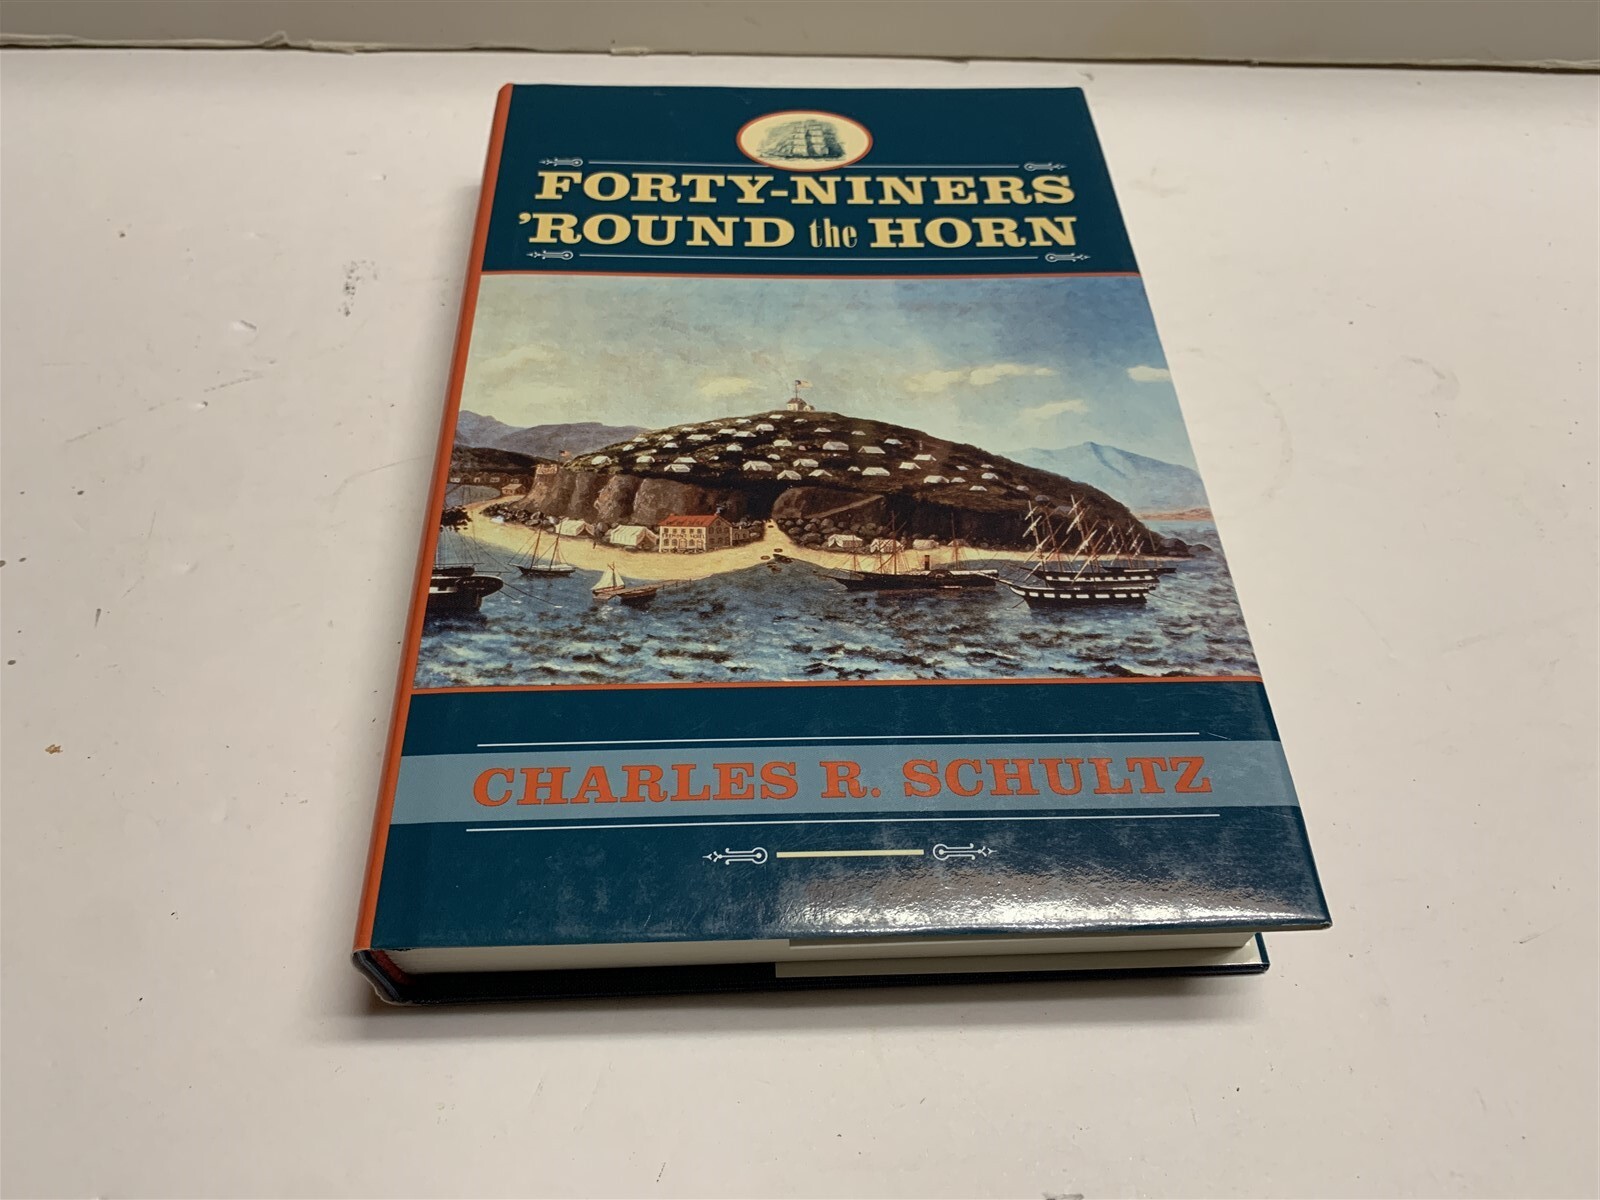 FORTY-NINERS
’ROUND the HORN
CHARLES R. SCHULTZ